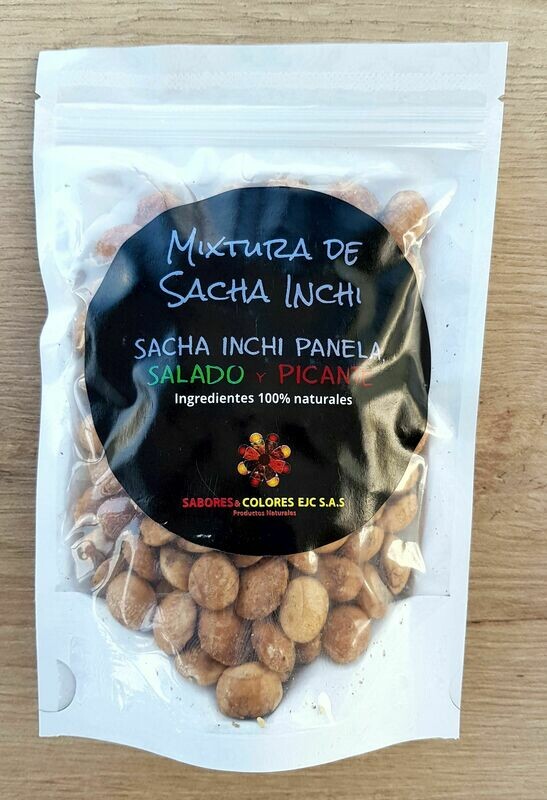 MIXTURA DE
SACHA INCHI
SACHA INCHI PANELA,
SALADO Y PICANTE
Ingredientes 100% naturales
SABORES& COLORES EJC S.A.S
Productos Naturales